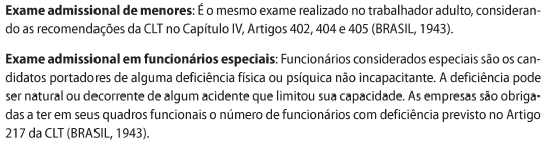 Exame admissional de menores: É o mesmo exame realizado no trabalhador adulto, consideran-
do as recomendações da CLT no Capítulo IV, Artigos 402, 404 e 405 (BRASIL, 1943).
Exame admissional em funcionários especiais: Funcionários considerados especiais são os can-
didatos portadores de alguma deficiência física ou psíquica não incapacitante. A deficiência pode
ser natural ou decorrente de algum acidente que limitou sua capacidade. As empresas são obriga-
das a ter em seus quadros funcionais o número de funcionários com deficiência previsto no Artigo
217 da CLT (BRASIL, 1943).